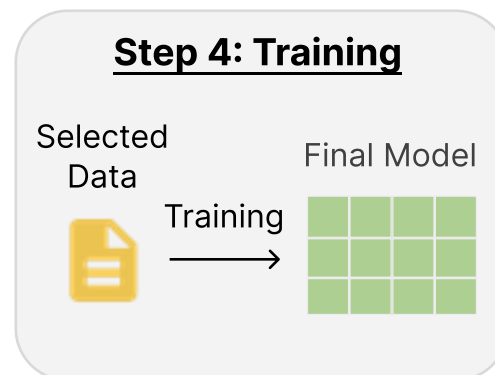 Step 4: Training
Selected
Data
Training
Final Model